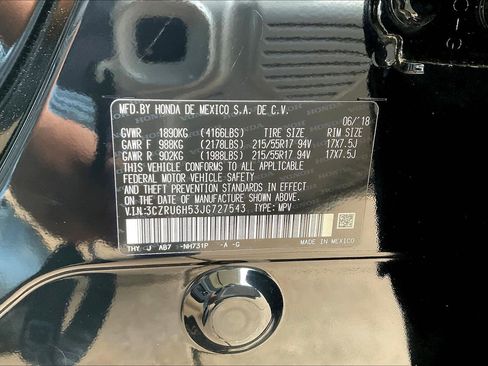 MFD. BY HONDA DE MEXICO S.A. DE C.V.
06/'18
GVWR 1890KG (4166LBS) TIRE SIZE RIM SIZE
GAWR F 988KG (2178LBS) 215/55R17 94V 17X7.5J
GAWR R 902KG (1988LBS) 215/55R17 94V 17X7.5J
THIS VEHICLE CONFORMS TO ALL APPLICABLE
FEDERAL MOTOR VEHICLE SAFETY AND
THEFT PREVENTION STANDARDS IN EFFECT
ON THE DATE OF MANUFACTURE SHOWN ABOVE.
V.I.N:3CZRU6H53JG727543 TYPE: MPV
THY J AB7 -NH731P -A -G MADE IN MEXICO